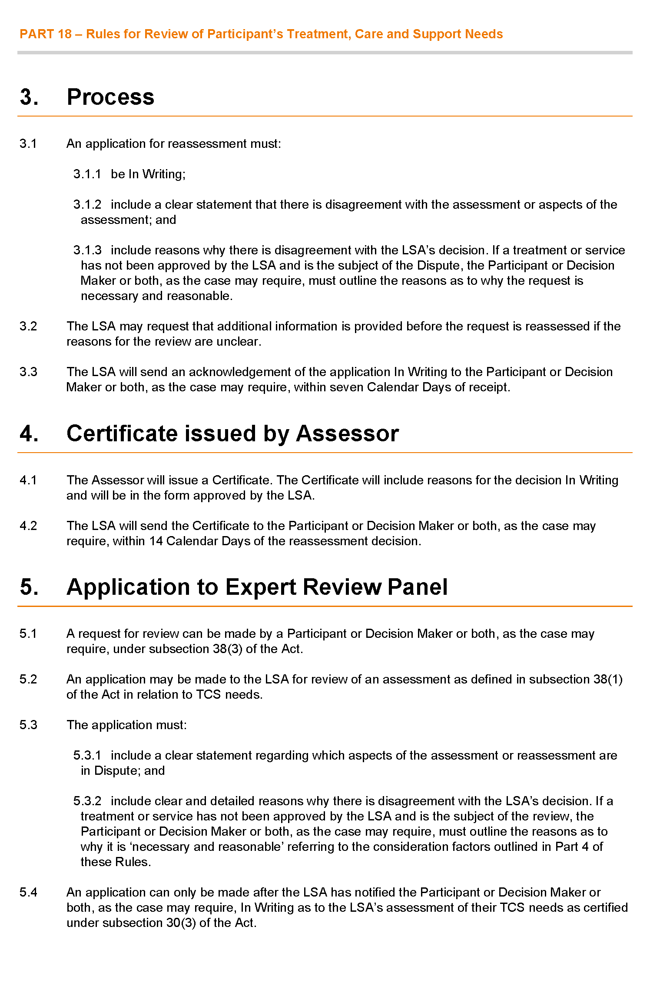 PART 18 – Rules for Review of Participant’s Treatment, Care and Support Needs
3. Process
3.1 An application for reassessment must:
3.1.1 be In Writing;
3.1.2 include a clear statement that there is disagreement with the assessment or aspects of the
assessment; and
3.1.3 include reasons why there is disagreement with the LSA’s decision. If a treatment or service
has not been approved by the LSA and is the subject of the Dispute, the Participant or Decision
Maker or both, as the case may require, must outline the reasons as to why the request is
necessary and reasonable.
3.2 The LSA may request that additional information is provided before the request is reassessed if the
reasons for the review are unclear.
3.3 The LSA will send an acknowledgement of the application In Writing to the Participant or Decision
Maker or both, as the case may require, within seven Calendar Days of receipt.
4. Certificate issued by Assessor
4.1 The Assessor will issue a Certificate. The Certificate will include reasons for the decision In Writing
and will be in the form approved by the LSA.
4.2 The LSA will send the Certificate to the Participant or Decision Maker or both, as the case may
require, within 14 Calendar Days of the reassessment decision.
5. Application to Expert Review Panel
5.1 A request for review can be made by a Participant or Decision Maker or both, as the case may
require, under subsection 38(3) of the Act.
5.2 An application may be made to the LSA for review of an assessment as defined in subsection 38(1)
of the Act in relation to TCS needs.
5.3 The application must:
5.3.1 include a clear statement regarding which aspects of the assessment or reassessment are
in Dispute; and
5.3.2 include clear and detailed reasons why there is disagreement with the LSA’s decision. If a
treatment or service has not been approved by the LSA and is the subject of the review, the
Participant or Decision Maker or both, as the case may require, must outline the reasons as to
why it is ‘necessary and reasonable’ referring to the consideration factors outlined in Part 4 of
these Rules.
5.4 An application can only be made after the LSA has notified the Participant or Decision Maker or
both, as the case may require, In Writing as to the LSA’s assessment of their TCS needs as certified
under subsection 30(3) of the Act.